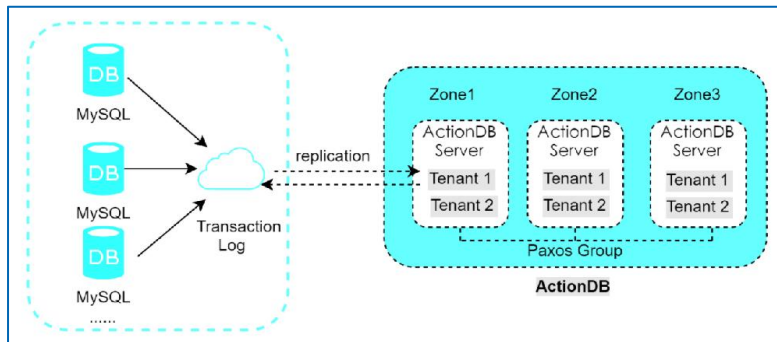 DB
MySQL
DB
MySQL
DB
MySQL
......
Transaction
Log
replication
Zone1
Zone2
Zone3
ActionDB
Server
Tenant 1
Tenant 2
ActionDB
Server
Tenant 1
Tenant 2
ActionDB
Server
Tenant 1
Tenant 2
Paxos Group
ActionDB